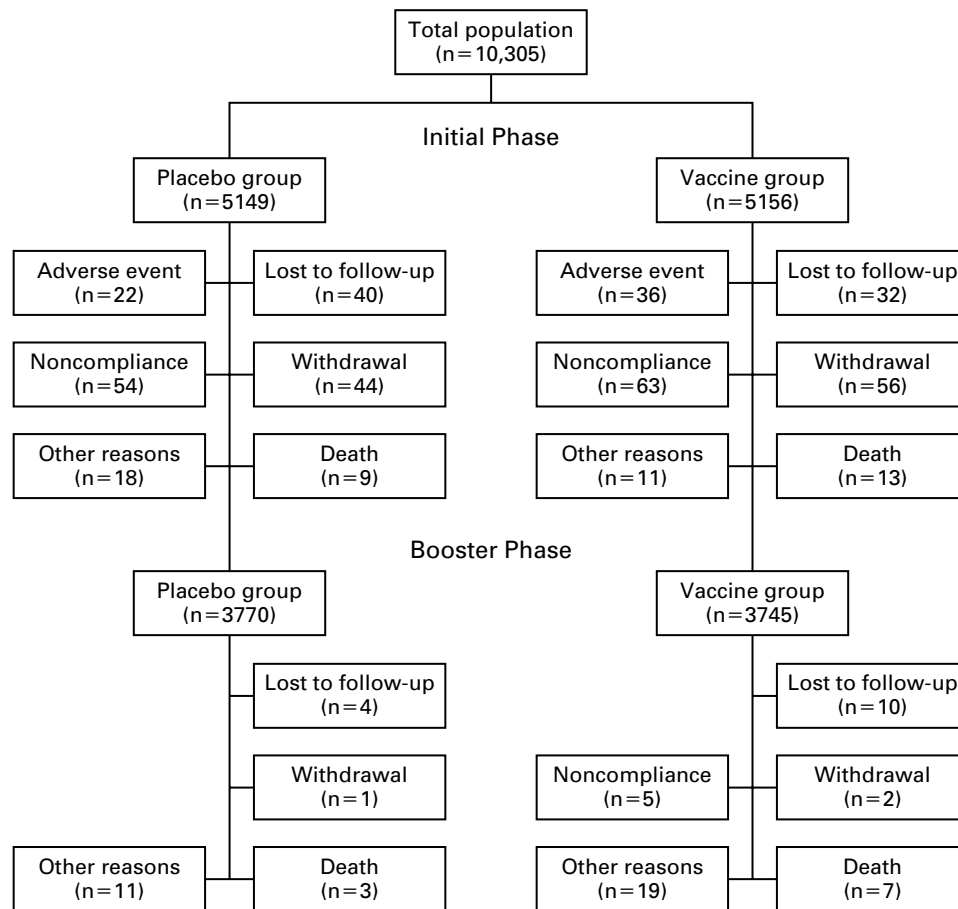 Total population
(n=10,305)
Initial Phase
Placebo group
(n=5149)
Vaccine group
(n=5156)
Adverse event
(n=22)
Lost to follow-up
(n=40)
Adverse event
(n=36)
Lost to follow-up
(n=32)
Noncompliance
(n=54)
Withdrawal
(n=44)
Noncompliance
(n=63)
Withdrawal
(n=56)
Other reasons
(n=18)
Death
(n=9)
Other reasons
(n=11)
Death
(n=13)
Booster Phase
Placebo group
(n=3770)
Vaccine group
(n=3745)
Lost to follow-up
(n=4)
Lost to follow-up
(n=10)
Withdrawal
(n=1)
Noncompliance
(n=5)
Withdrawal
(n=2)
Other reasons
(n=11)
Death
(n=3)
Other reasons
(n=19)
Death
(n=7)